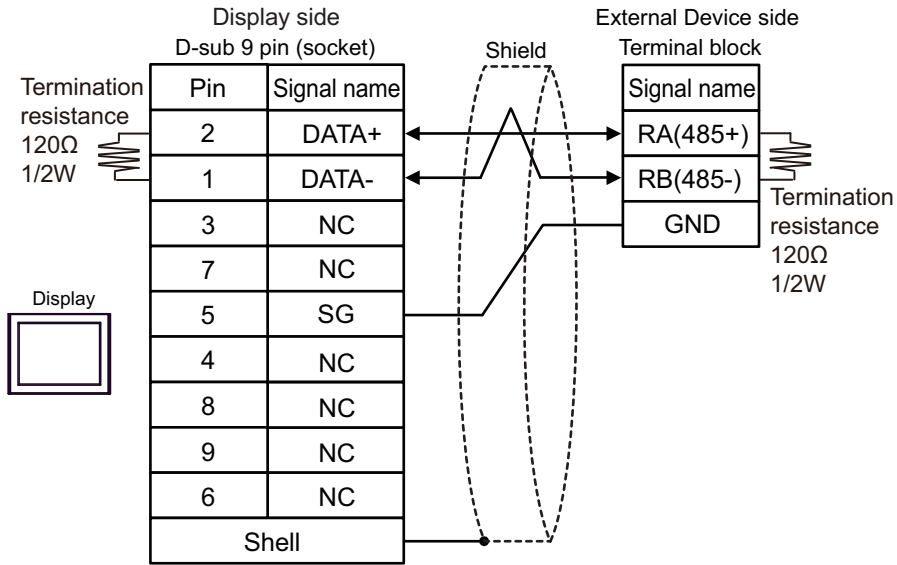 Display side
D-sub 9 pin (socket)
Shield
External Device side
Terminal block
Termination
resistance
120Ω
1/2W
Pin Signal name
2 DATA+
1 DATA-
3 NC
7 NC
5 SG
4 NC
8 NC
9 NC
6 NC
Shell
Signal name
RA(485+)
RB(485-)
GND
Termination
resistance
120Ω
1/2W
Display